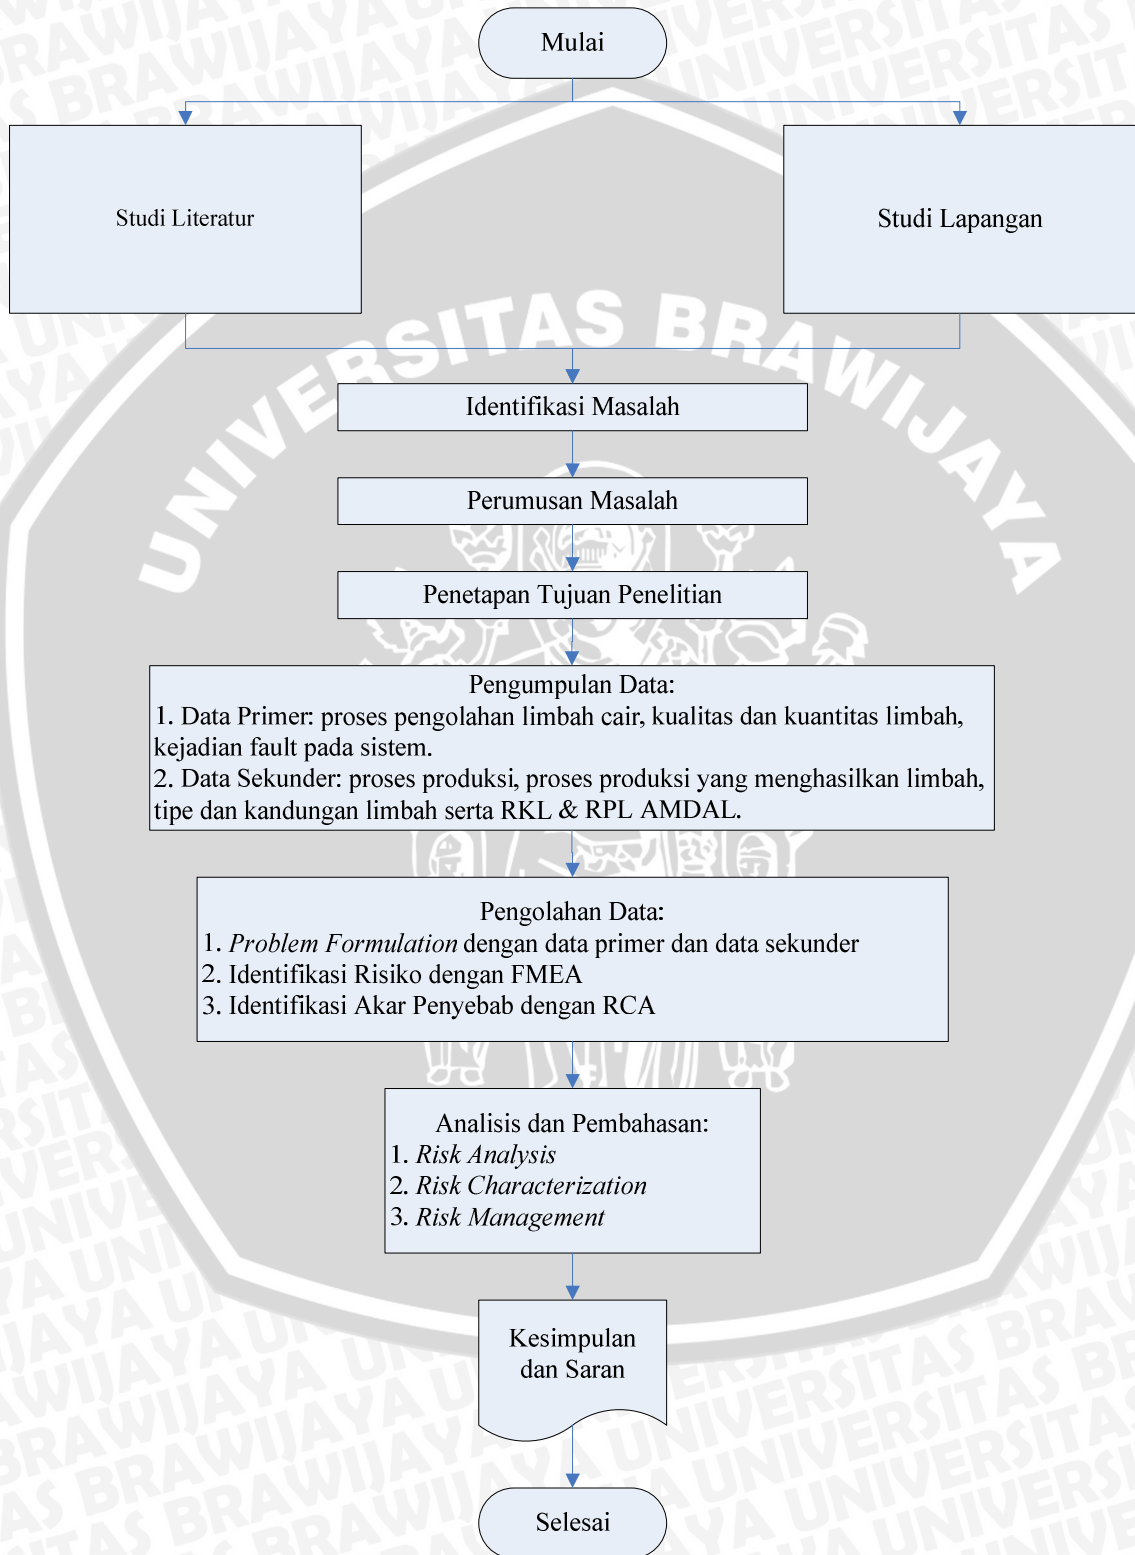 Mulai
Studi Literatur
Studi Lapangan
UNIVERSITAS BRAWIJAYA
Identifikasi Masalah
Perumusan Masalah
Penetapan Tujuan Penelitian
Pengumpulan Data:
1. Data Primer: proses pengolahan limbah cair, kualitas dan kuantitas limbah,
kejadian fault pada sistem.
2. Data Sekunder: proses produksi, proses produksi yang menghasilkan limbah,
tipe dan kandungan limbah serta RKL & RPL AMDAL.
Pengolahan Data:
1. Problem Formulation dengan data primer dan data sekunder
2. Identifikasi Risiko dengan FMEA
3. Identifikasi Akar Penyebab dengan RCA
Analisis dan Pembahasan:
1. Risk Analysis
2. Risk Characterization
3. Risk Management
Kesimpulan
dan Saran
Selesai